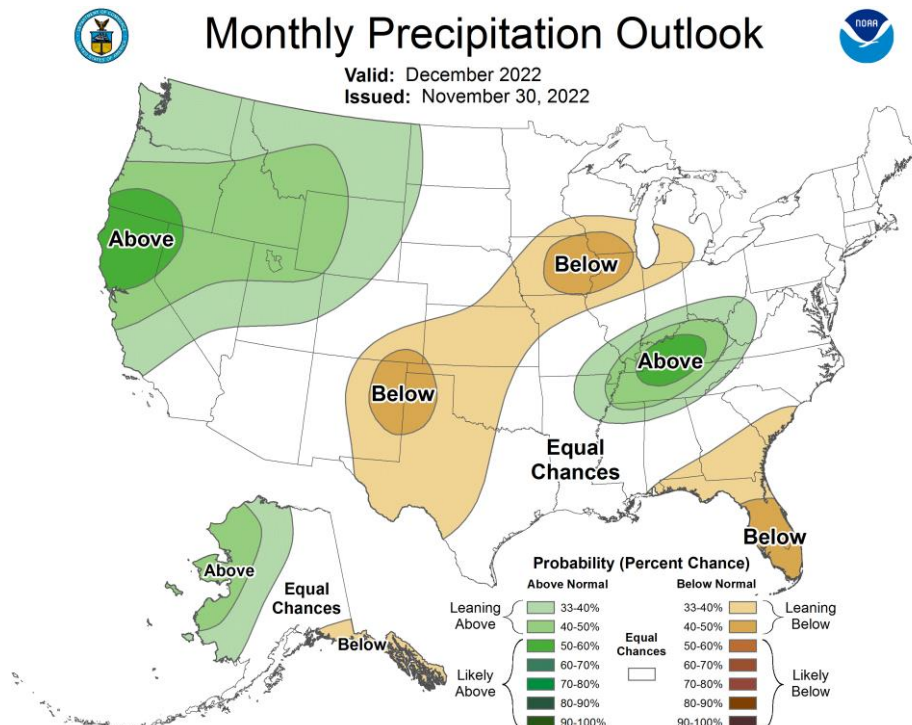 Monthly Precipitation Outlook
Valid: December 2022
Issued: November 30, 2022
NOAA
Above
Below
Below
Above
Equal
Chances
Below
Above
Equal
Chances
Below
Probability (Percent Chance)
Above Normal
Below Normal
Leaning
Above
33-40%
40-50%
Likely
Above
50-60%
60-70%
70-80%
80-90%
90-100%
Equal
Chances
33-40%
40-50%
Leaning
Below
50-60%
60-70%
70-80%
80-90%
90-100%
Likely
Below